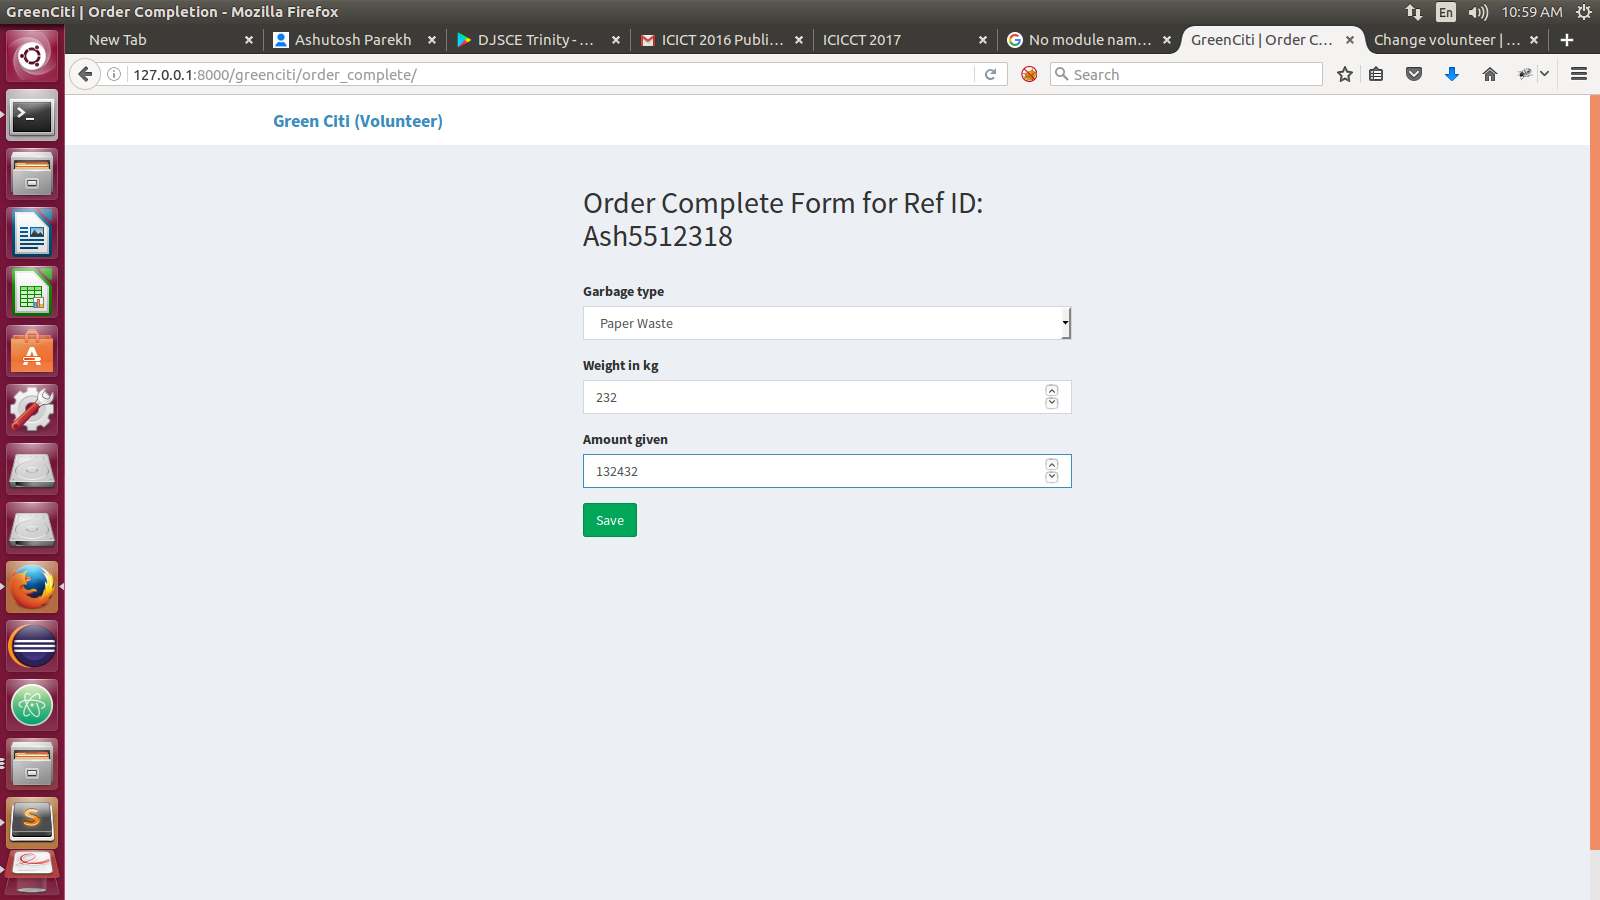 GreenCiti | Order Completion - Mozilla Firefox
En
10:59 AM
New Tab
Ashutosh Parekh
DJSCE Trinity - ...
ICICT 2016 Publi...
ICICCT 2017
No module nam...
GreenCiti | Order C...
Change volunteer | ...
127.0.0.1:8000/greenciti/order_complete/
Search
Green Citi (Volunteer)
Order Complete Form for Ref ID:
Ash5512318
Garbage type
Paper Waste
Weight in kg
232
Amount given
132432
Save